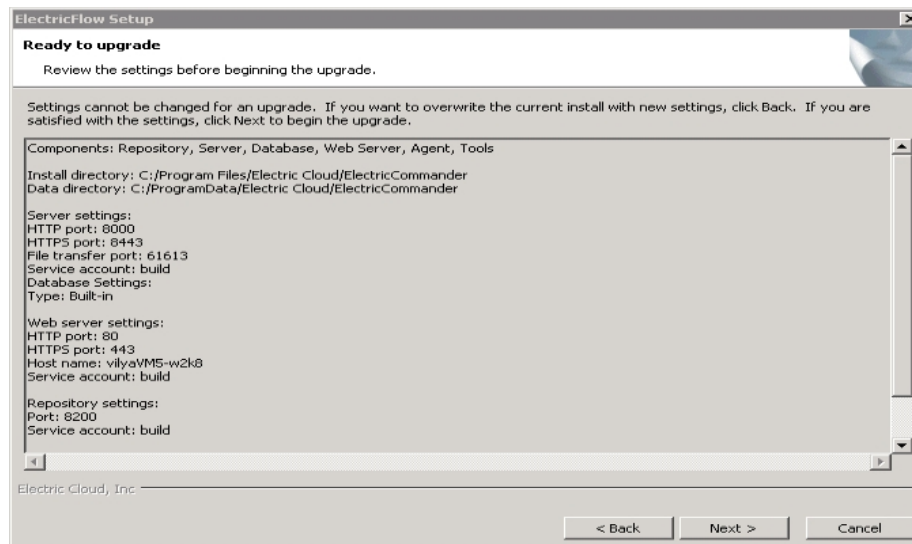 ElectricFlow Setup
Ready to upgrade
Review the settings before beginning the upgrade.
Settings cannot be changed for an upgrade. If you want to overwrite the current install with new settings, click Back. If you are
satisfied with the settings, click Next to begin the upgrade.
Components: Repository, Server, Database, Web Server, Agent, Tools
Install directory: C:/Program Files/Electric Cloud/ElectricCommander
Data directory: C:/ProgramData/Electric Cloud/ElectricCommander
Server settings:
HTTP port: 8000
HTTPS port: 8443
File transfer port: 61613
Service account: build
Database Settings:
Type: Built-in
Web server settings:
HTTP port: 80
HTTPS port: 443
Host name: vilyaVM5-w2k8
Service account: build
Repository settings:
Port: 8200
Service account: build
Electric Cloud, Inc
< Back Next > Cancel